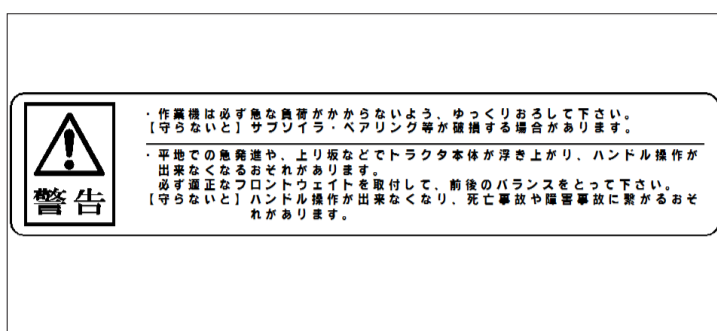 警告
・作業機は必ず急な負荷がかからないよう、ゆっくりおろして下さい。
【守らないと】サブソイラ・ベアリング等が破損する場合があります。
・平地での急発進や、上り坂などでトラクタ本体が浮き上がり、ハンドル操作が
出来なくなるおそれがあります。
必ず適正なフロントウェイトを取付して、前後のバランスをとって下さい。
【守らないと】ハンドル操作が出来なくなり、死亡事故や障害事故に繋がるおそ
れがあります。